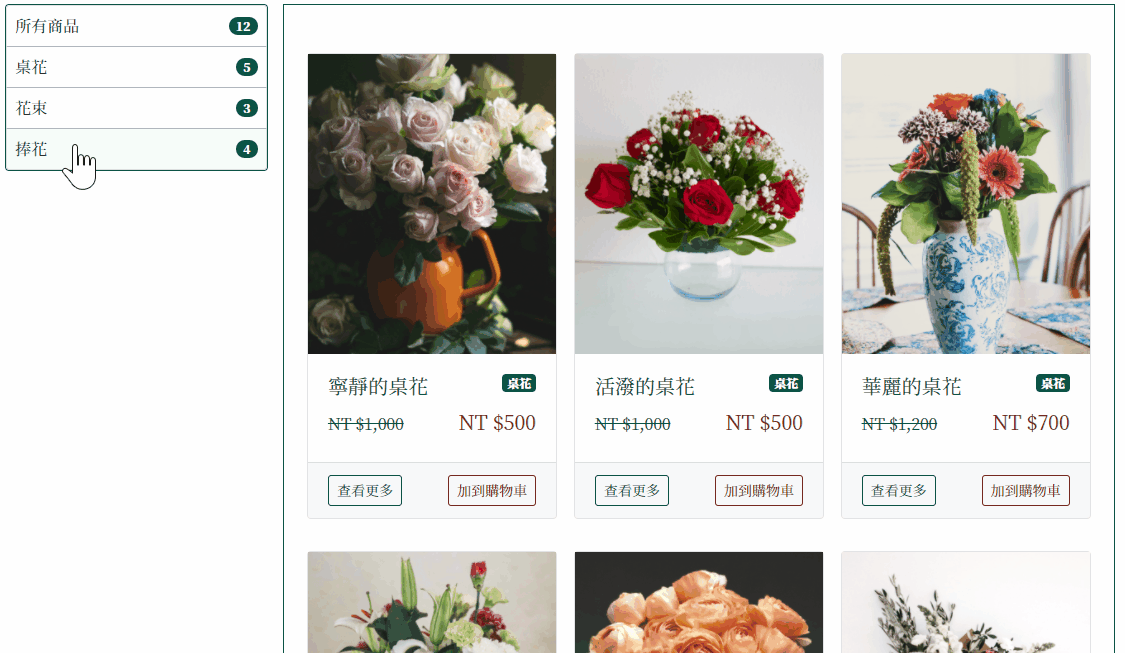 所有商品 12
桌花 5
花束 3
捧花 4
寧靜的桌花 桌花
NT $1,000 NT $500
查看更多 加到購物車
活潑的桌花 桌花
NT $1,000 NT $500
查看更多 加到購物車
華麗的桌花 桌花
NT $1,200 NT $700
查看更多 加到購物車